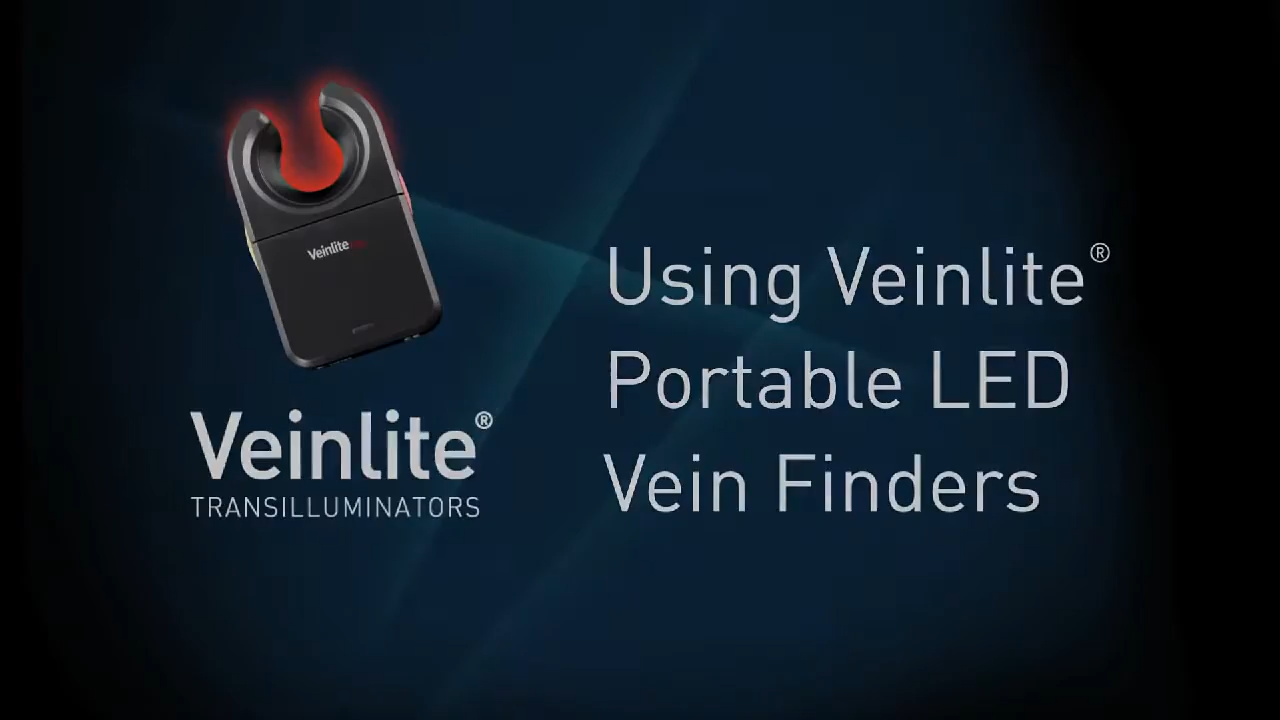 Veinlite
Veinlite®
TRANSILLUMINATORS
Using Veinlite®
Portable LED
Vein Finders